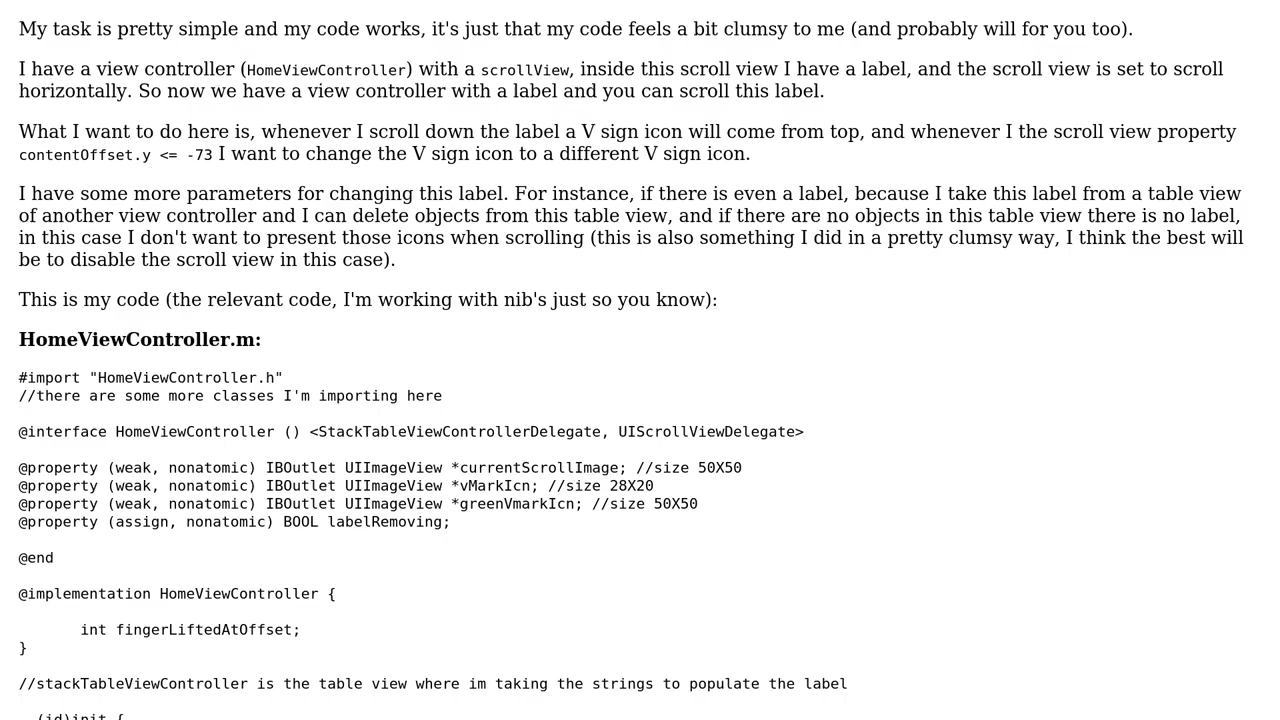 My task is pretty simple and my code works, it's just that my code feels a bit clumsy to me (and probably will for you too).
I have a view controller (HomeViewController) with a scrollView, inside this scroll view I have a label, and the scroll view is set to scroll
horizontally. So now we have a view controller with a label and you can scroll this label.
What I want to do here is, whenever I scroll down the label a V sign icon will come from top, and whenever I the scroll view property
contentOffset.y <= -73 I want to change the V sign icon to a different V sign icon.
I have some more parameters for changing this label. For instance, if there is even a label, because I take this label from a table view
of another view controller and I can delete objects from this table view, and if there are no objects in this table view there is no label,
in this case I don't want to present those icons when scrolling (this is also something I did in a pretty clumsy way, I think the best will
be to disable the scroll view in this case).
This is my code (the relevant code, I'm working with nib's just so you know):
HomeViewController.m:
#import "HomeViewController.h"
//there are some more classes I'm importing here
@interface HomeViewController () <StackTableViewControllerDelegate, UIScrollViewDelegate>
@property (weak, nonatomic) IBOutlet UIImageView *currentScrollImage; //size 50X50
@property (weak, nonatomic) IBOutlet UIImageView *vMarkIcn; //size 28X20
@property (weak, nonatomic) IBOutlet UIImageView *greenVmarkIcn; //size 50X50
@property (assign, nonatomic) BOOL labelRemoving;
@end
@implementation HomeViewController {
int fingerLiftedAtOffset;
}
//stackTableViewController is the table view where im taking the strings to populate the label
- (id)init {